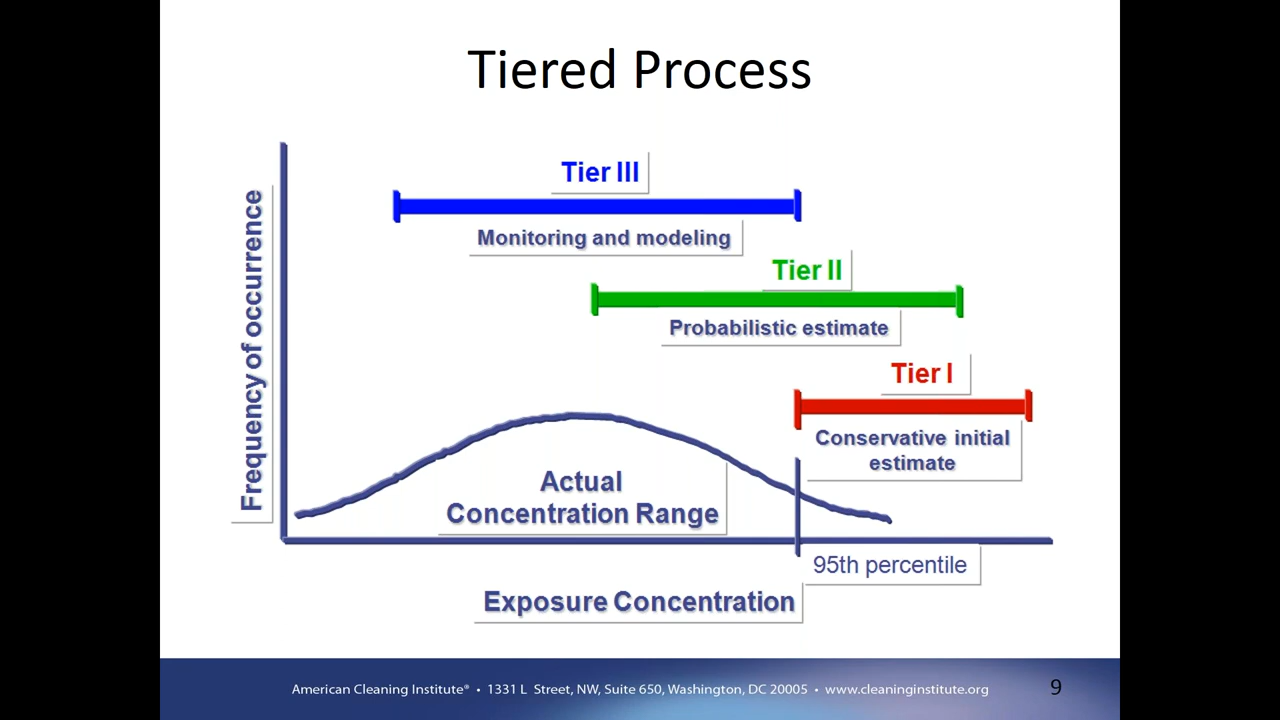 Tiered Process
Tier III
Monitoring and modeling
Tier II
Probabilistic estimate
Tier I
Conservative initial
estimate
Frequency of occurrence
Actual
Concentration Range
95th percentile
Exposure Concentration
American Cleaning Institute® • 1331 L Street, NW, Suite 650, Washington, DC 20005 • www.cleaninginstitute.org
9